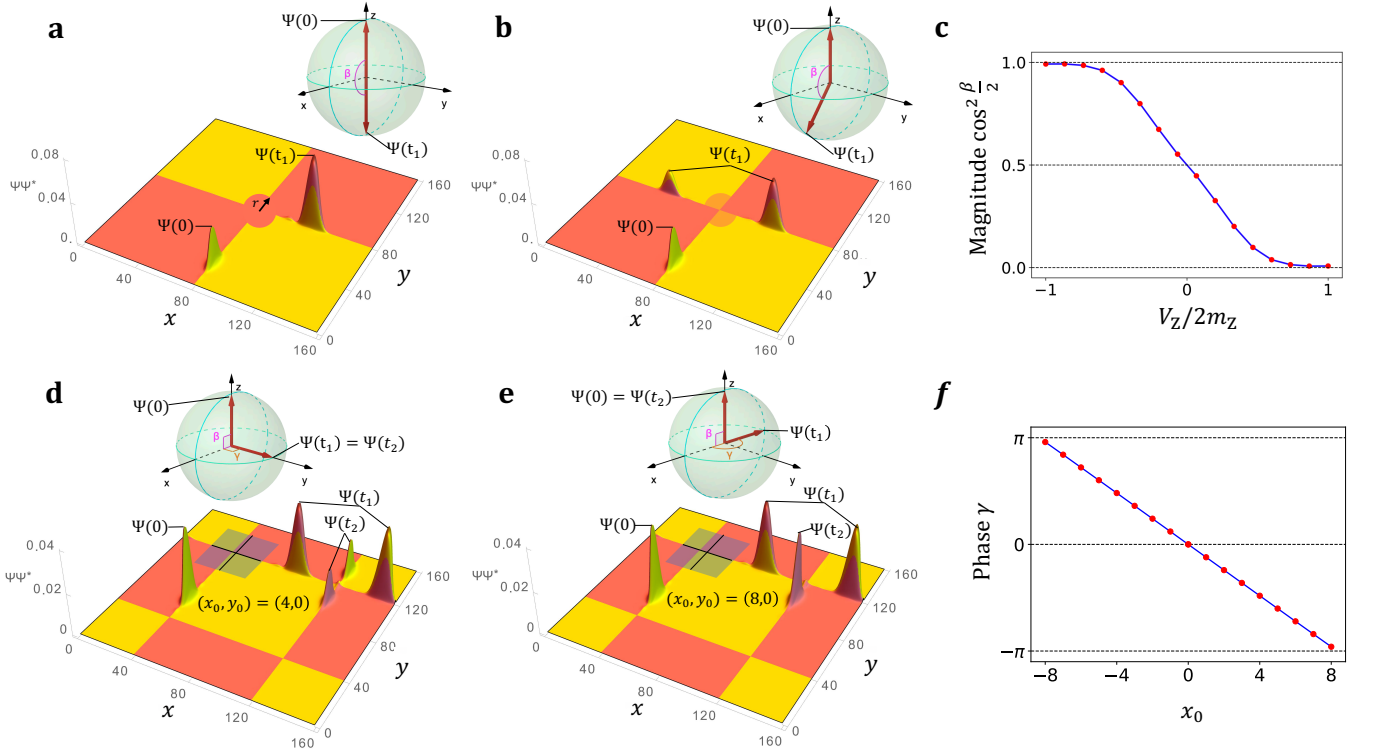 a
Ψ(0)
z
β
x
y
Ψ(t₁)
Ψ(t₁)
r
Ψ(0)
0.08
ΨΨ*
0.04
0.
0
40
80
120
160
x
0
40
80
120
160
y
b
Ψ(0)
z
β
x
y
Ψ(t₁)
Ψ(t₁)
Ψ(0)
0.08
ΨΨ*
0.04
0.
0
40
80
120
160
x
0
40
80
120
160
y
c
Magnitude cos² β/2
1.0
0.5
0.0
−1
0
1
V_Z/2m_Z
d
Ψ(0)
z
β
γ
x
y
Ψ(t₁) = Ψ(t₂)
Ψ(t₁)
Ψ(0)
Ψ(t₂)
(x₀, y₀) = (4,0)
0.04
ΨΨ*
0.02
0
0
40
80
120
160
x
0
40
80
120
160
y
e
Ψ(0) = Ψ(t₂)
z
β
γ
x
y
Ψ(t₁)
Ψ(t₁)
Ψ(0)
Ψ(t₂)
(x₀, y₀) = (8,0)
0.04
ΨΨ*
0.02
0
0
40
80
120
160
x
0
40
80
120
160
y
f
Phase γ
π
0
−π
−8
−4
0
4
8
x₀